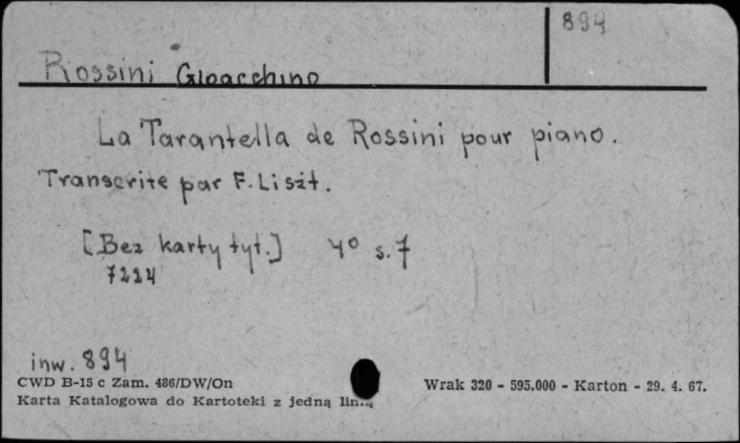 894
Rossini Gioacchino
La Tarantella de Rossini pour piano.
Transcrite par F. Liszt.
[Bez karty tyt.] 4° s. 7
7224
inw. 894
CWD B-15 c Zam. 486/DW/On
Wrak 320 - 595.000 - Karton - 29. 4. 67.
Karta Katalogowa do Kartoteki z jedną linią